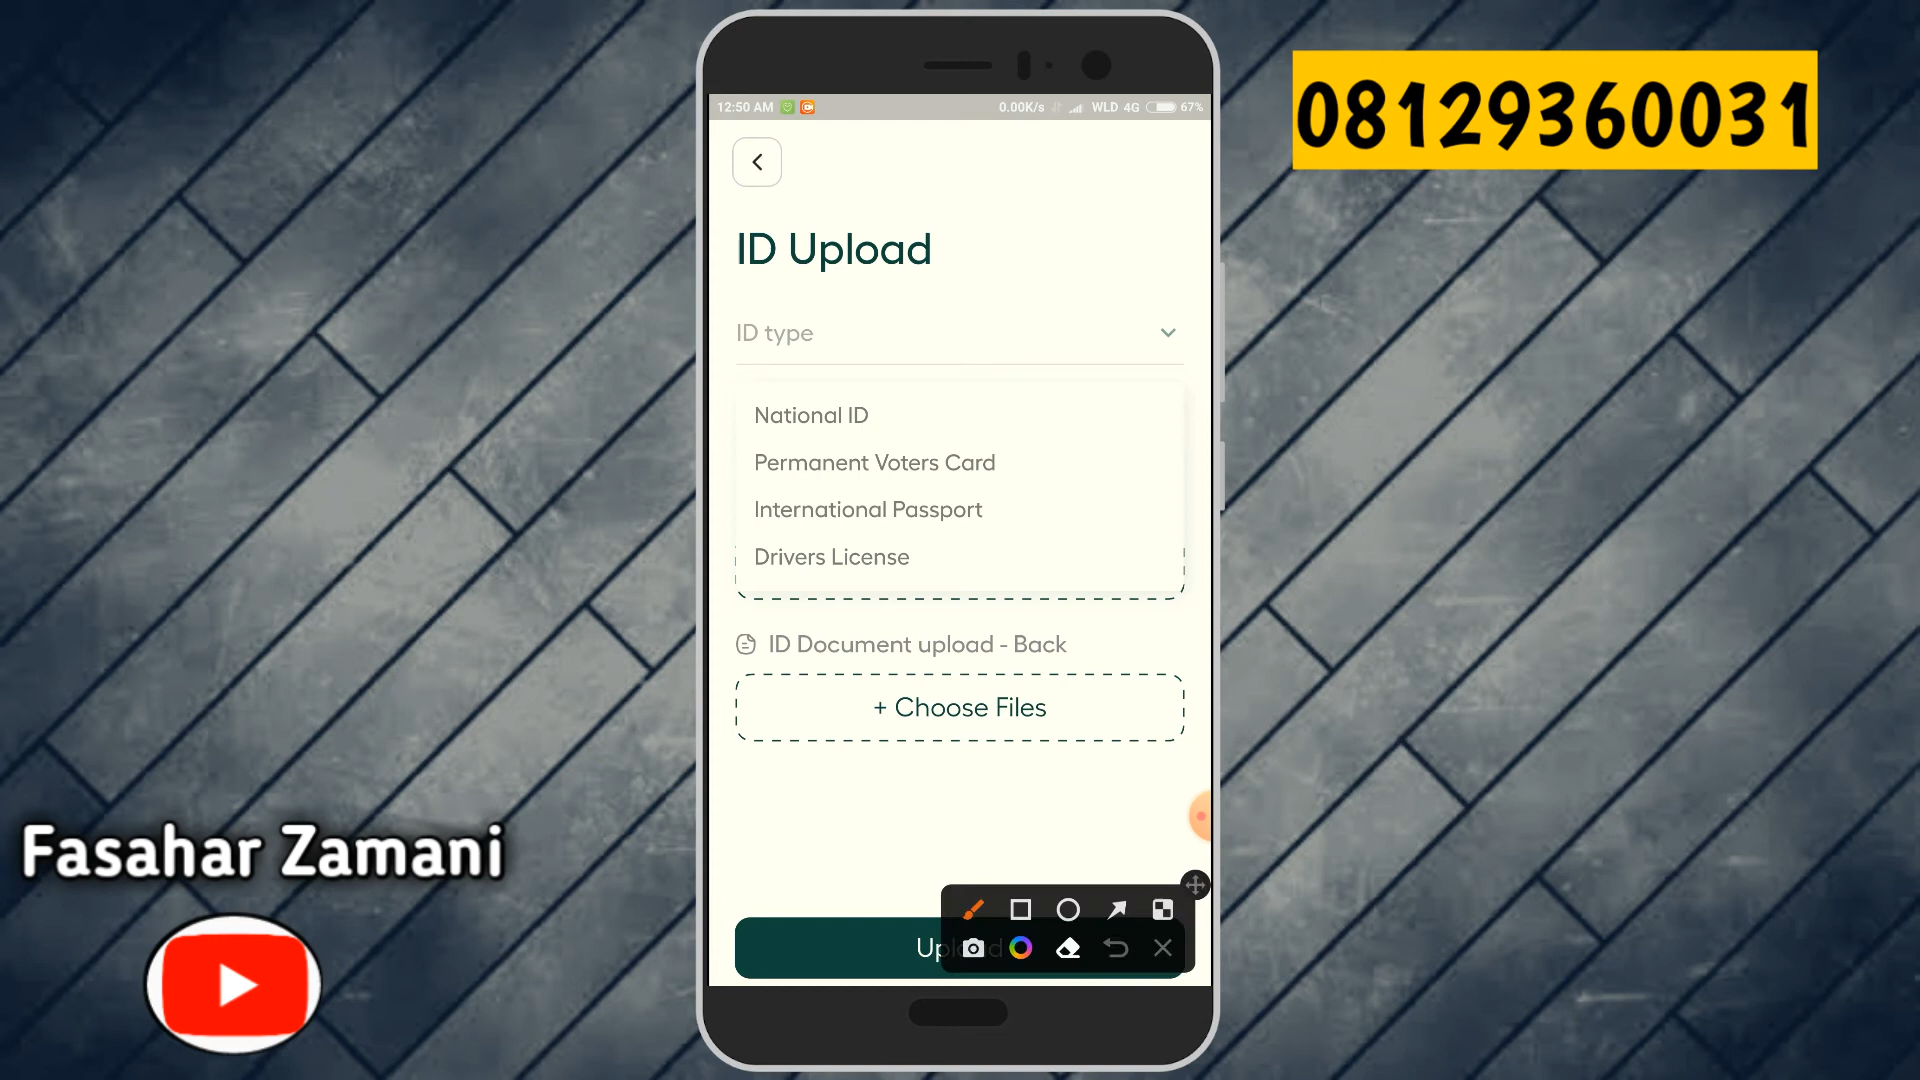 08129360031
12:50 AM
0.00K/s WLD 4G 67%
ID Upload
ID type
National ID
Permanent Voters Card
International Passport
Drivers License
ID Document upload - Back
+ Choose Files
Upload
Fasahar Zamani